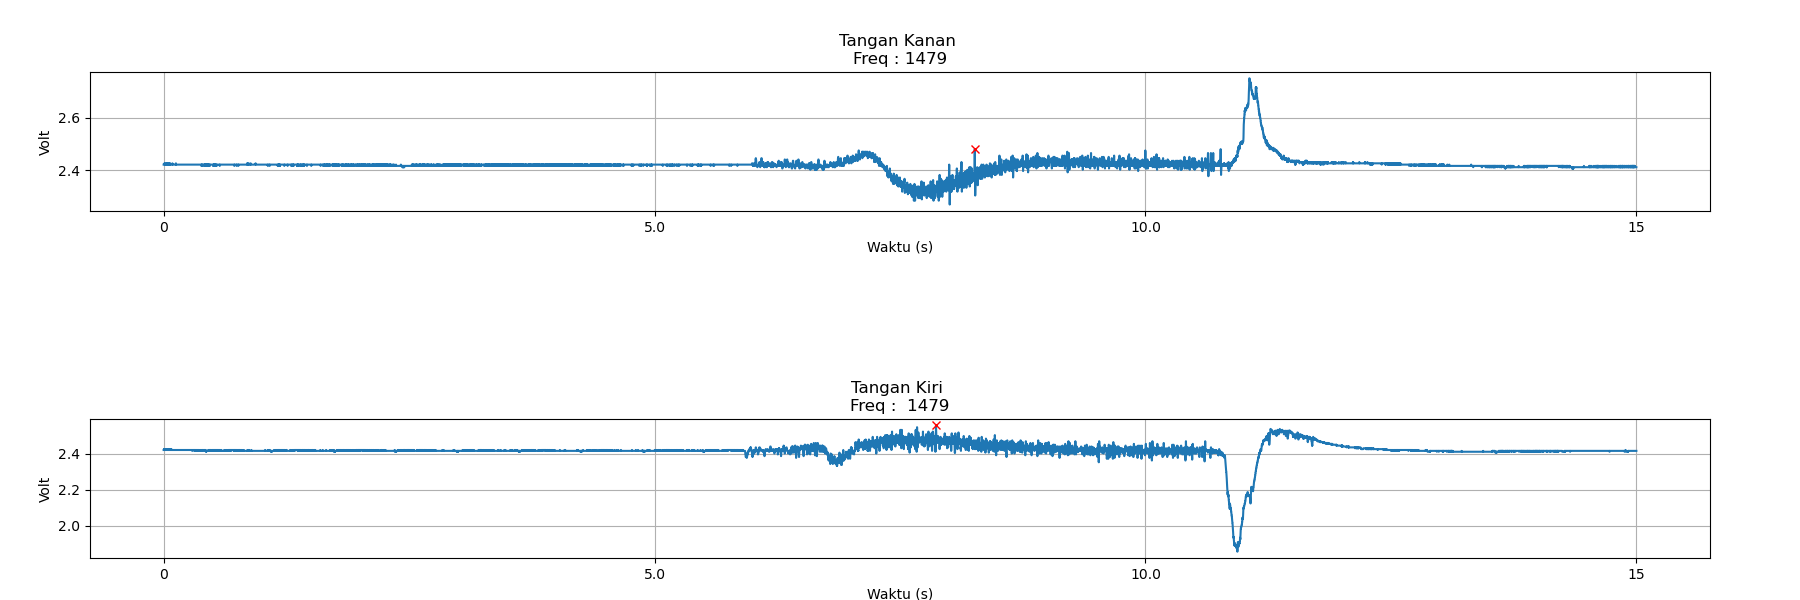 Tangan Kanan
Freq : 1479
Volt
2.6
2.4
0 5.0 10.0 15
Waktu (s)
Tangan Kiri
Freq :  1479
Volt
2.4
2.2
2.0
0 5.0 10.0 15
Waktu (s)